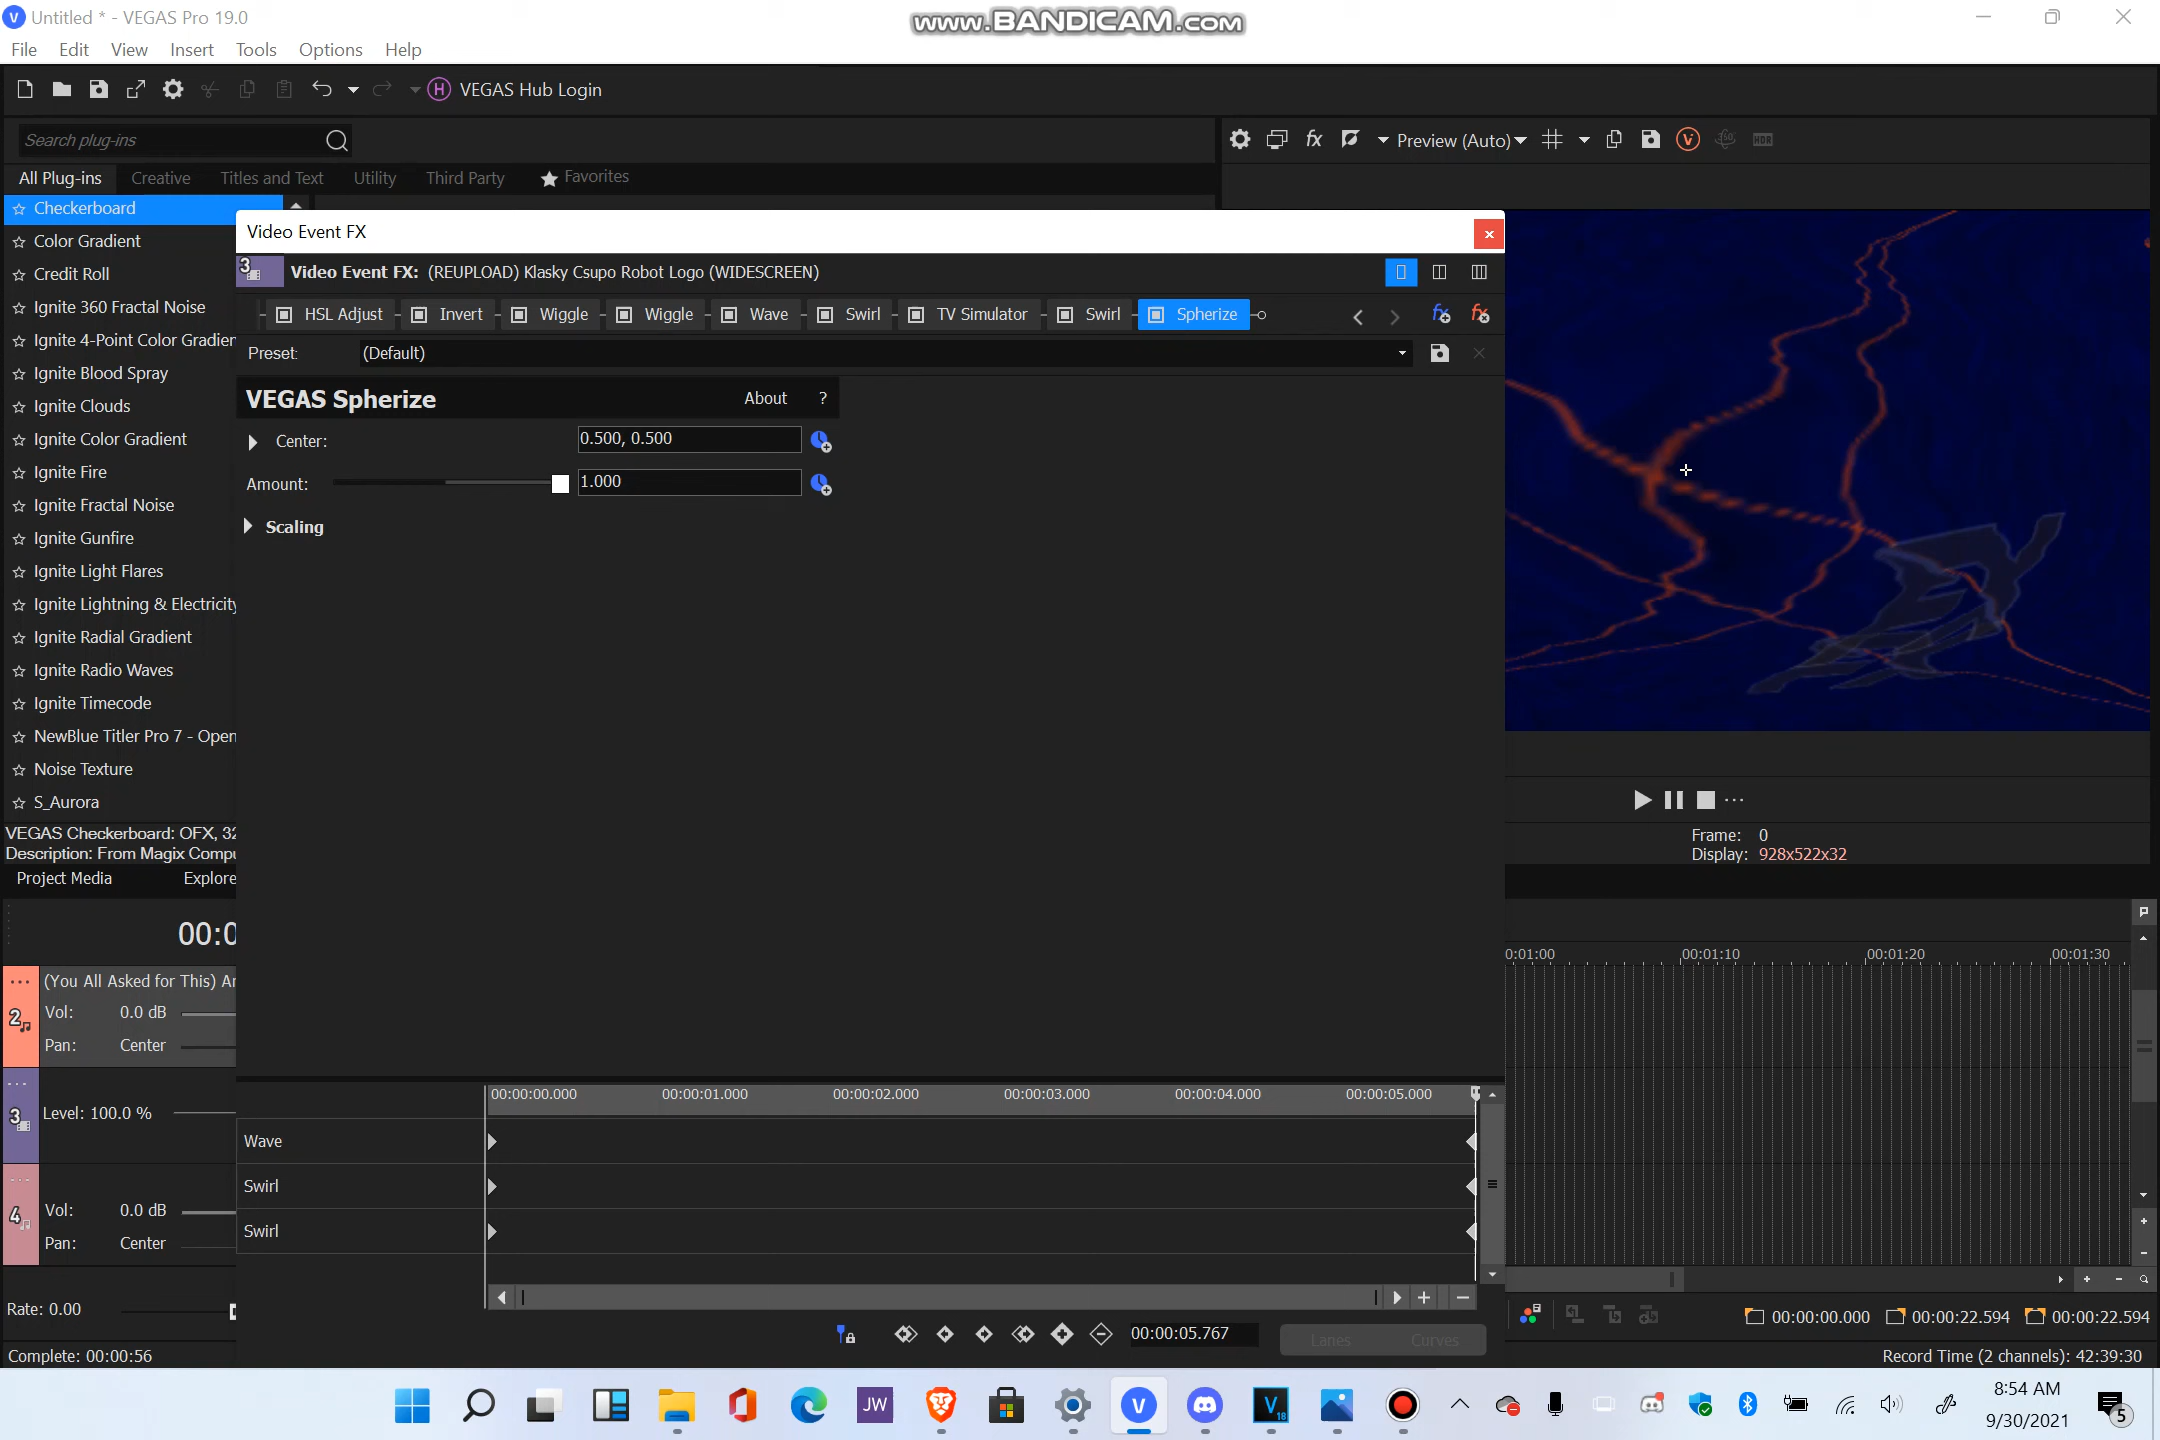 Untitled * - VEGAS Pro 19.0
www.BANDICAM.com
File Edit View Insert Tools Options Help
VEGAS Hub Login
Search plug-ins
Preview (Auto)
All Plug-ins Creative Titles and Text Utility Third Party Favorites
Checkerboard
Color Gradient
Credit Roll
Ignite 360 Fractal Noise
Ignite 4-Point Color Gradien
Ignite Blood Spray
Ignite Clouds
Ignite Color Gradient
Ignite Fire
Ignite Fractal Noise
Ignite Gunfire
Ignite Light Flares
Ignite Lightning & Electricity
Ignite Radial Gradient
Ignite Radio Waves
Ignite Timecode
NewBlue Titler Pro 7 - Open
Noise Texture
S_Aurora
VEGAS Checkerboard: OFX, 32
Description: From Magix Compu
Project Media Explore
Video Event FX
3 Video Event FX: (REUPLOAD) Klasky Csupo Robot Logo (WIDESCREEN)
HSL Adjust Invert Wiggle Wiggle Wave Swirl TV Simulator Swirl Spherize
Preset: (Default)
VEGAS Spherize About ?
Center: 0.500, 0.500
Amount: 1.000
Scaling
Frame: 0
Display: 928x522x32
00:0
0:01:00 00:01:10 00:01:20 00:01:30
(You All Asked for This) Ar
2 Vol: 0.0 dB
Pan: Center
3 Level: 100.0 %
4 Vol: 0.0 dB
Pan: Center
Rate: 0.00
Complete: 00:00:56
00:00:00.000 00:00:01.000 00:00:02.000 00:00:03.000 00:00:04.000 00:00:05.000
Wave
Swirl
Swirl
00:00:05.767
Lanes Curves
00:00:00.000 00:00:22.594 00:00:22.594
Record Time (2 channels): 42:39:30
JW
V
V
18
8:54 AM
9/30/2021
5